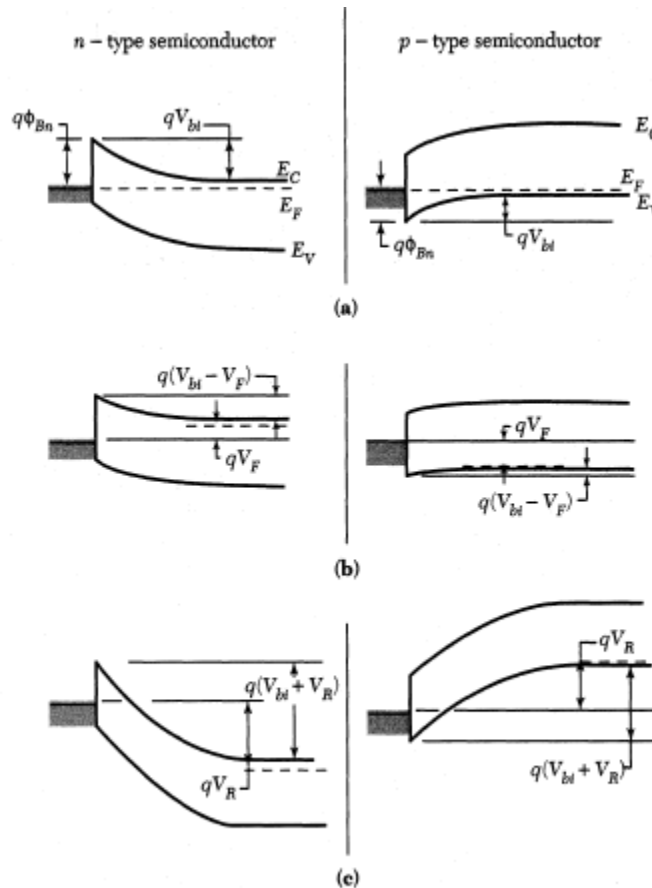 n – type semiconductor
p – type semiconductor
qϕBn
qVbi
EC
EF
EV
EF
qϕBn
qVbi
(a)
q(Vbi – VF)
qVF
qVF
q(Vbi – VF)
(b)
q(Vbi + VR)
qVR
qVR
q(Vbi + VR)
(c)